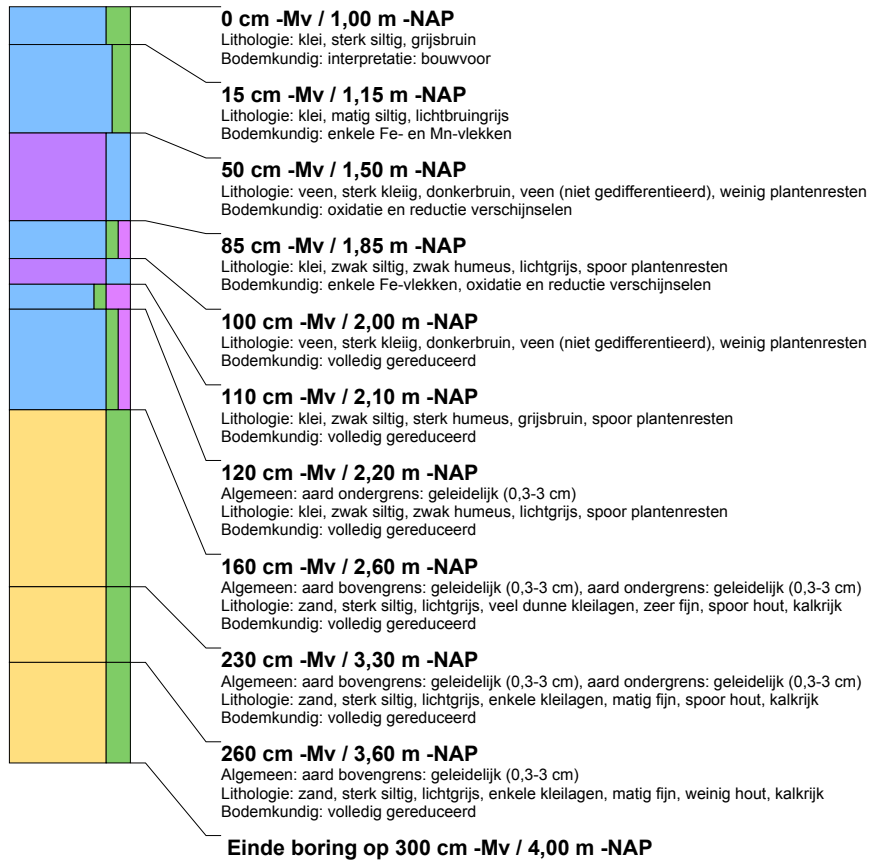 0 cm -Mv / 1,00 m -NAP
Lithologie: klei, sterk siltig, grijsbruin
Bodemkundig: interpretatie: bouwvoor
15 cm -Mv / 1,15 m -NAP
Lithologie: klei, matig siltig, lichtbruingrijs
Bodemkundig: enkele Fe- en Mn-vlekken
50 cm -Mv / 1,50 m -NAP
Lithologie: veen, sterk kleiig, donkerbruin, veen (niet gedifferentieerd), weinig plantenresten
Bodemkundig: oxidatie en reductie verschijnselen
85 cm -Mv / 1,85 m -NAP
Lithologie: klei, zwak siltig, zwak humeus, lichtgrijs, spoor plantenresten
Bodemkundig: enkele Fe-vlekken, oxidatie en reductie verschijnselen
100 cm -Mv / 2,00 m -NAP
Lithologie: veen, sterk kleiig, donkerbruin, veen (niet gedifferentieerd), weinig plantenresten
Bodemkundig: volledig gereduceerd
110 cm -Mv / 2,10 m -NAP
Lithologie: klei, zwak siltig, sterk humeus, grijsbruin, spoor plantenresten
Bodemkundig: volledig gereduceerd
120 cm -Mv / 2,20 m -NAP
Algemeen: aard ondergrens: geleidelijk (0,3-3 cm)
Lithologie: klei, zwak siltig, zwak humeus, lichtgrijs, spoor plantenresten
Bodemkundig: volledig gereduceerd
160 cm -Mv / 2,60 m -NAP
Algemeen: aard bovengrens: geleidelijk (0,3-3 cm), aard ondergrens: geleidelijk (0,3-3 cm)
Lithologie: zand, sterk siltig, lichtgrijs, veel dunne kleilagen, zeer fijn, spoor hout, kalkrijk
Bodemkundig: volledig gereduceerd
230 cm -Mv / 3,30 m -NAP
Algemeen: aard bovengrens: geleidelijk (0,3-3 cm), aard ondergrens: geleidelijk (0,3-3 cm)
Lithologie: zand, sterk siltig, lichtgrijs, enkele kleilagen, matig fijn, spoor hout, kalkrijk
Bodemkundig: volledig gereduceerd
260 cm -Mv / 3,60 m -NAP
Algemeen: aard bovengrens: geleidelijk (0,3-3 cm)
Lithologie: zand, sterk siltig, lichtgrijs, enkele kleilagen, matig fijn, weinig hout, kalkrijk
Bodemkundig: volledig gereduceerd
Einde boring op 300 cm -Mv / 4,00 m -NAP